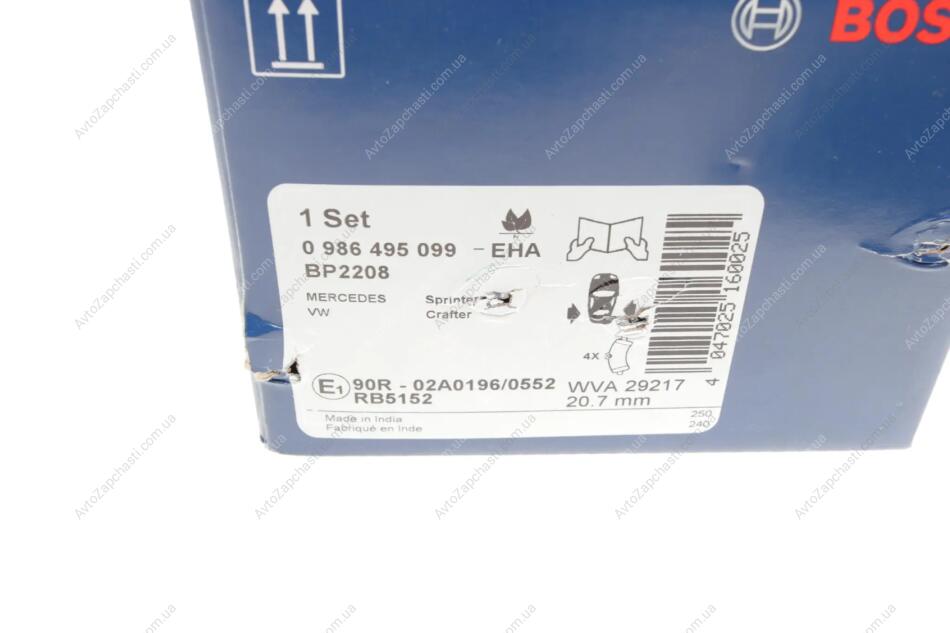 BOS
1 Set
0 986 495 099 - EHA
BP2208
MERCEDES Sprinter
VW Crafter
4X
4 047025 160025
E1 90R - 02A0196/0552
RB5152
WVA 29217
20.7 mm
Made in India
Fabriqué en Inde
250
240
AvtoZapchasti.com.ua